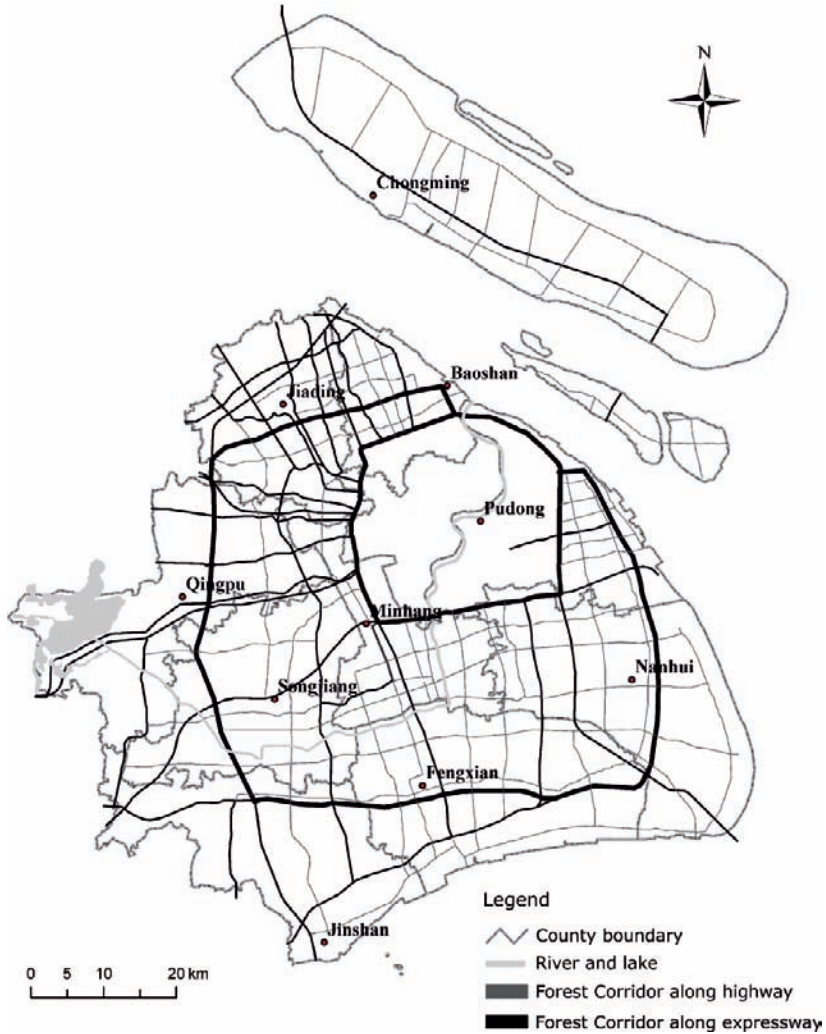 N
Chongming
Baoshan
Jiading
Pudong
Qingpu
Minhang
Nanhui
Songjiang
Fengxian
Legend
County boundary
River and lake
Forest Corridor along highway
Forest Corridor along expressway
Jinshan
0 5 10 20 km